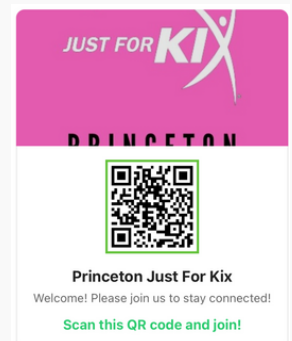 JUST FOR KIX
PRINCETON
Princeton Just For Kix
Welcome! Please join us to stay connected!
Scan this QR code and join!